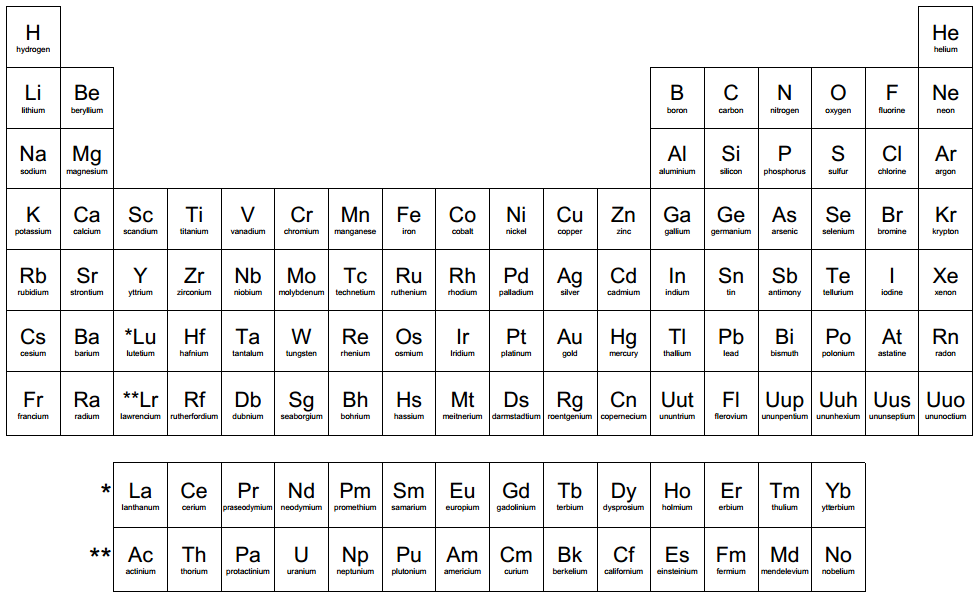 H He
hydrogen helium
Li Be B C N O F Ne
lithium beryllium boron carbon nitrogen oxygen fluorine neon
Na Mg Al Si P S Cl Ar
sodium magnesium aluminium silicon phosphorus sulfur chlorine argon
K Ca Sc Ti V Cr Mn Fe Co Ni Cu Zn Ga Ge As Se Br Kr
potassium calcium scandium titanium vanadium chromium manganese iron cobalt nickel copper zinc gallium germanium arsenic selenium bromine krypton
Rb Sr Y Zr Nb Mo Tc Ru Rh Pd Ag Cd In Sn Sb Te I Xe
rubidium strontium yttrium zirconium niobium molybdenum technetium ruthenium rhodium palladium silver cadmium indium tin antimony tellurium iodine xenon
Cs Ba *Lu Hf Ta W Re Os Ir Pt Au Hg Tl Pb Bi Po At Rn
cesium barium lutetium hafnium tantalum tungsten rhenium osmium Iridium platinum gold mercury thallium lead bismuth polonium astatine radon
Fr Ra **Lr Rf Db Sg Bh Hs Mt Ds Rg Cn Uut Fl Uup Uuh Uus Uuo
francium radium lawrencium rutherfordium dubnium seaborgium bohrium hassium meitnerium darmstadtium roentgenium copernecium ununtrium flerovium ununpentium ununhexium ununseptium ununoctium
* La Ce Pr Nd Pm Sm Eu Gd Tb Dy Ho Er Tm Yb
lanthanum cerium praseodymium neodymium promethium samarium europium gadolinium terbium dysprosium holmium erbium thulium ytterbium
** Ac Th Pa U Np Pu Am Cm Bk Cf Es Fm Md No
actinium thorium protactinium uranium neptunium plutonium americium curium berkelium californium einsteinium fermium mendelevium nobelium